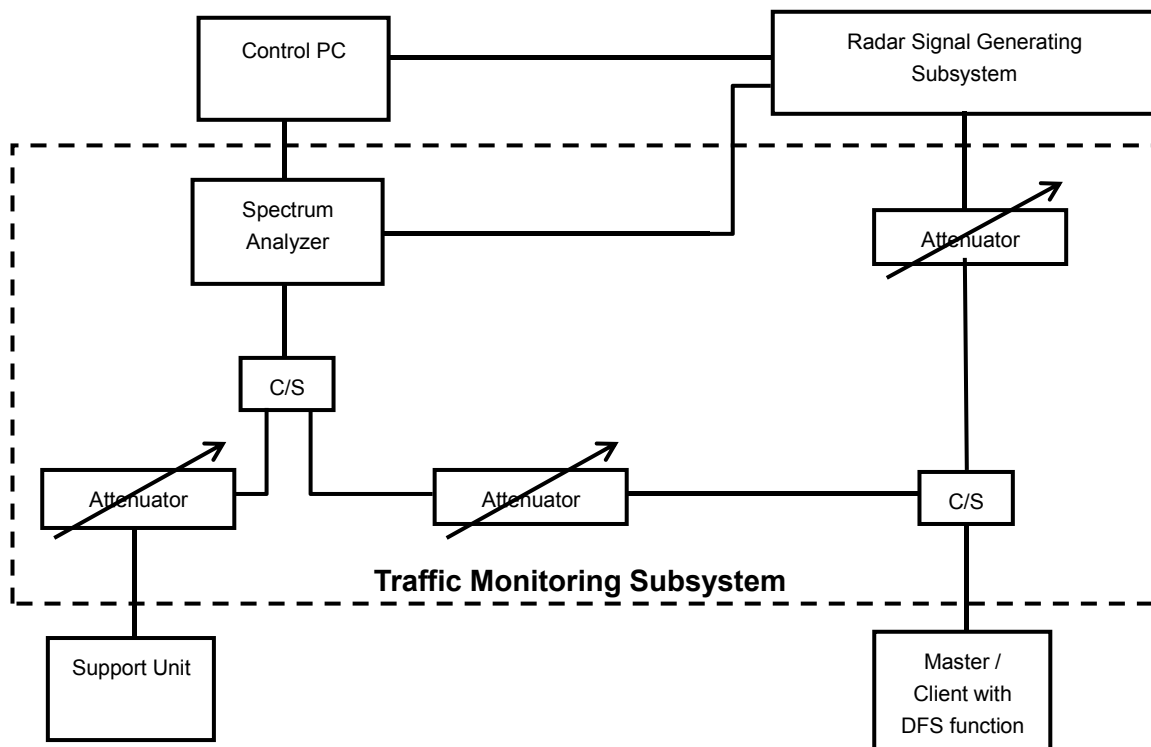 Control PC
Radar Signal Generating
Subsystem
Spectrum
Analyzer
Attenuator
C/S
Attenuator
Attenuator
C/S
Traffic Monitoring Subsystem
Support Unit
Master /
Client with
DFS function